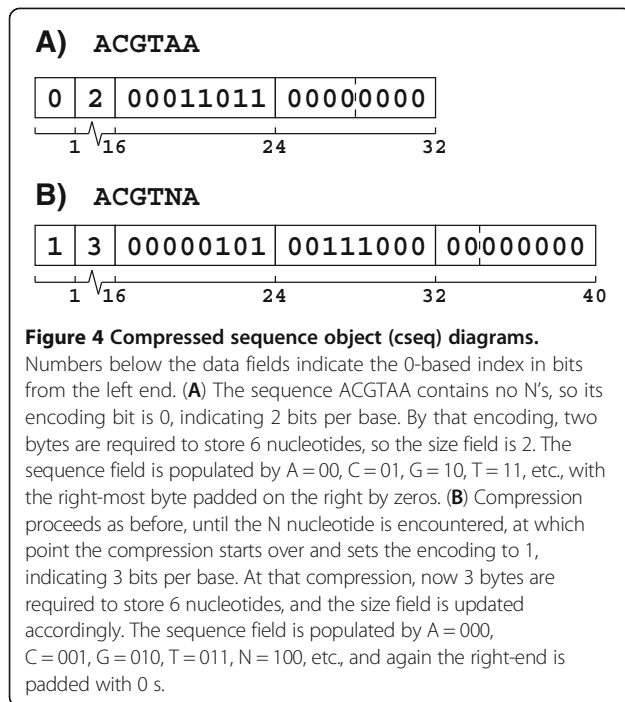 A) ACGTAA
0 2 00011011 00000000
1 16 24 32
B) ACGTNA
1 3 00000101 00111000 00000000
1 16 24 32 40
Figure 4 Compressed sequence object (cseq) diagrams.
Numbers below the data fields indicate the 0-based index in bits
from the left end. (A) The sequence ACGTAA contains no N's, so its
encoding bit is 0, indicating 2 bits per base. By that encoding, two
bytes are required to store 6 nucleotides, so the size field is 2. The
sequence field is populated by A = 00, C = 01, G = 10, T = 11, etc., with
the right-most byte padded on the right by zeros. (B) Compression
proceeds as before, until the N nucleotide is encountered, at which
point the compression starts over and sets the encoding to 1,
indicating 3 bits per base. At that compression, now 3 bytes are
required to store 6 nucleotides, and the size field is updated
accordingly. The sequence field is populated by A = 000,
C = 001, G = 010, T = 011, N = 100, etc., and again the right-end is
padded with 0 s.